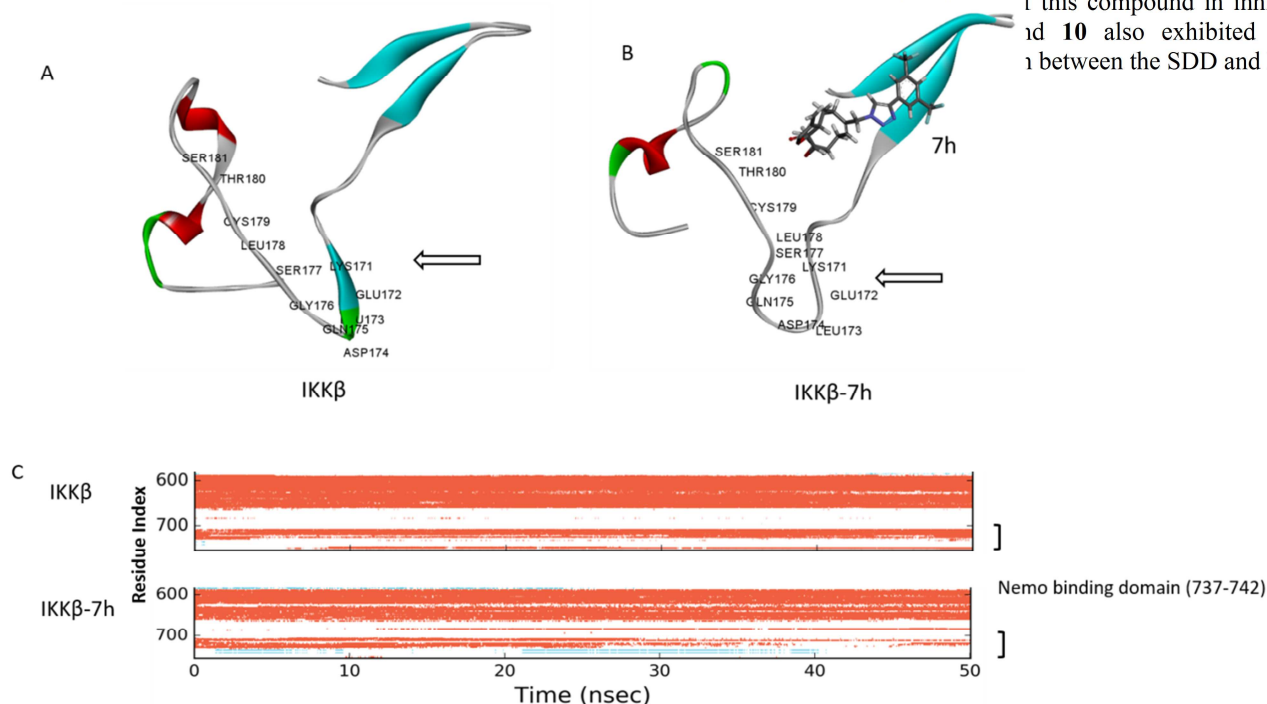 this compound in inh
10 also exhibited
between the SDD and
A
SER181
THR180
CYS179
LEU178
SER177
LYS171
GLY176
GLU172
GLN175
ASP174
IKKβ
B
7h
SER181
THR180
CYS179
LEU178
SER177
LYS171
GLY176
GLU172
GLN175
ASP174
LEU173
IKKβ-7h
C
IKKβ
IKKβ-7h
Residue Index
600
700
600
700
Nemo binding domain (737-742)
0 10 20 30 40 50
Time (nsec)